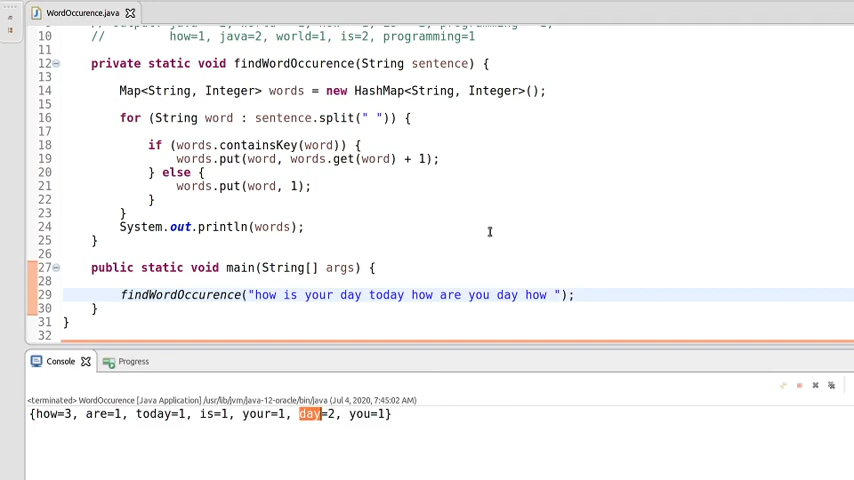 WordOccurence.java
10 // how=1, java=2, world=1, is=2, programming=1
11
12 private static void findWordOccurence(String sentence) {
13
14 Map<String, Integer> words = new HashMap<String, Integer>();
15
16 for (String word : sentence.split(" ")) {
17
18 if (words.containsKey(word)) {
19 words.put(word, words.get(word) + 1);
20 } else {
21 words.put(word, 1);
22 }
23 }
24 System.out.println(words);
25 }
26
27 public static void main(String[] args) {
28
29 findWordOccurence("how is your day today how are you day how ");
30 }
31 }
32
Console Progress
<terminated> WordOccurence [Java Application] /usr/lib/jvm/java-12-oracle/bin/java (Jul 4, 2020, 7:45:02 AM)
{how=3, are=1, today=1, is=1, your=1, day=2, you=1}